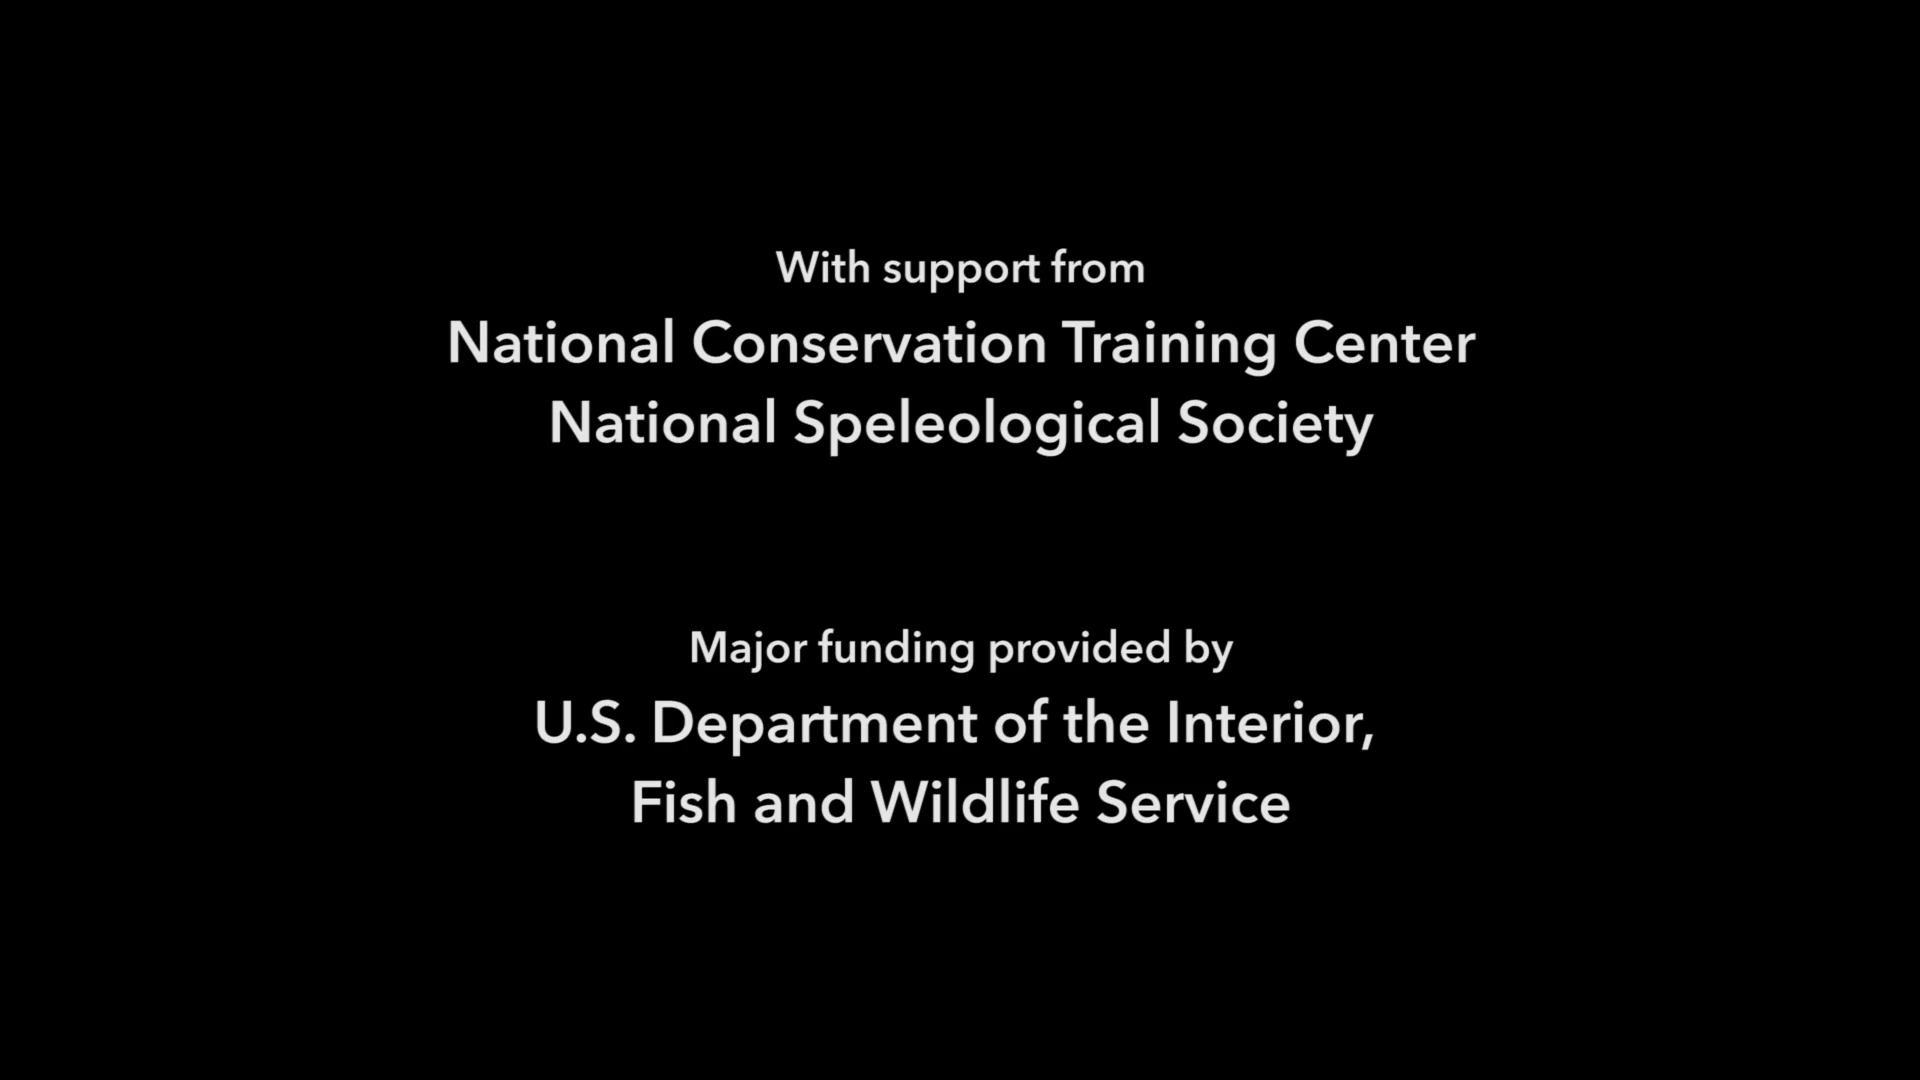 With support from
National Conservation Training Center
National Speleological Society
Major funding provided by
U.S. Department of the Interior,
Fish and Wildlife Service